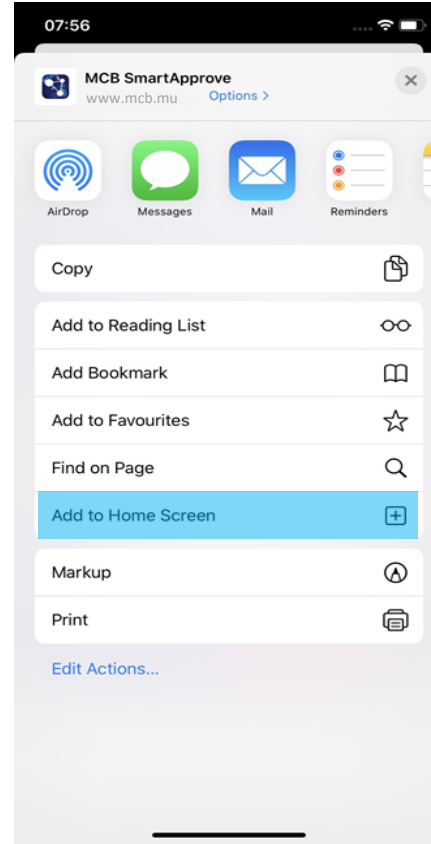 07:56
MCB SmartApprove
www.mcb.mu Options >
AirDrop Messages Mail Reminders
Copy
Add to Reading List
Add Bookmark
Add to Favourites
Find on Page
Add to Home Screen
Markup
Print
Edit Actions...